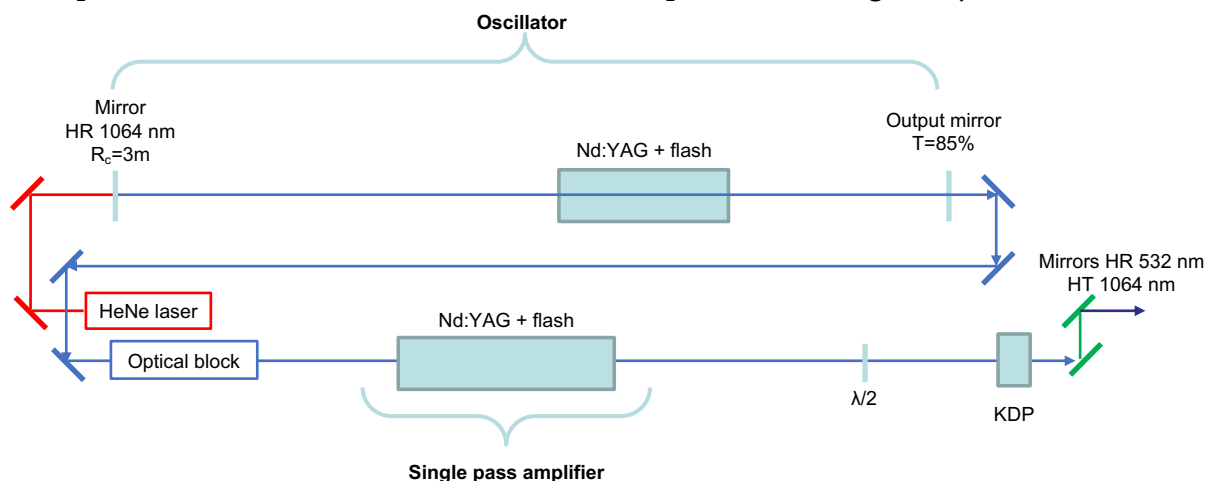 Oscillator
Mirror
HR 1064 nm
Rc=3m
Output mirror
T=85%
Nd:YAG + flash
Mirrors HR 532 nm
HT 1064 nm
HeNe laser
Nd:YAG + flash
Optical block
λ/2
KDP
Single pass amplifier